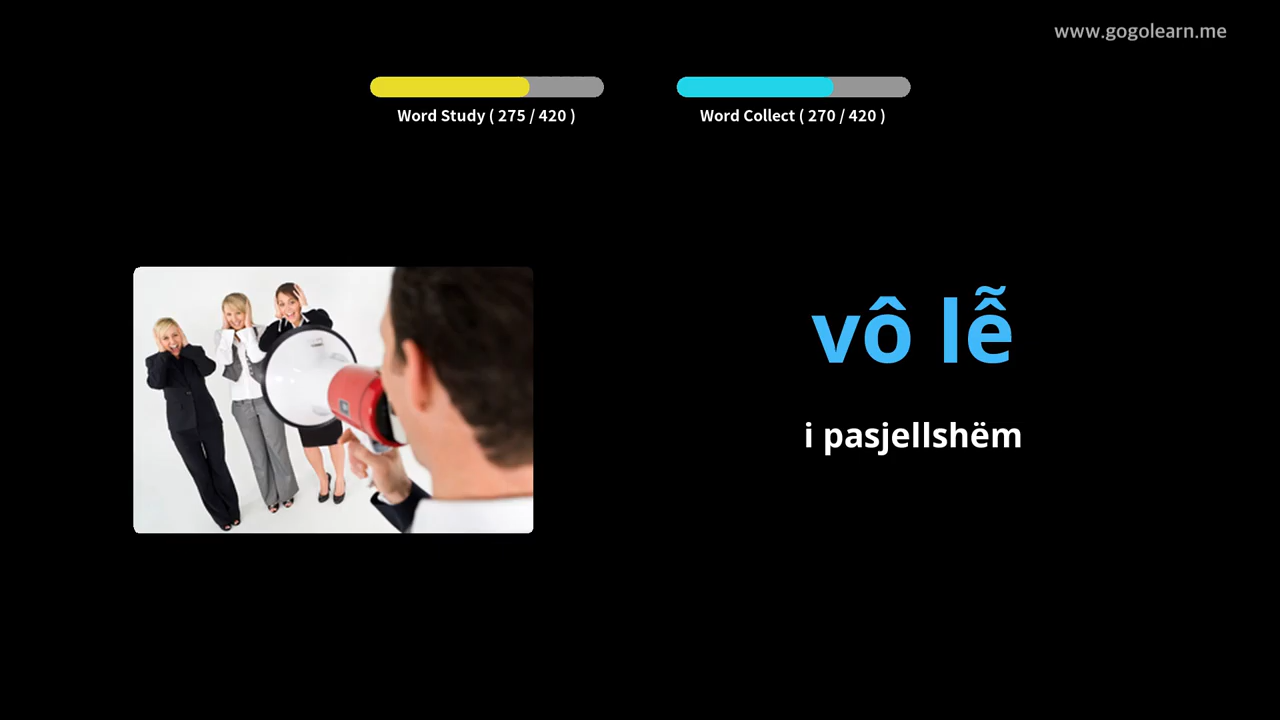 www.gogolearn.me
Word Study ( 275 / 420 )
Word Collect ( 270 / 420 )
vô lễ
i pasjellshëm